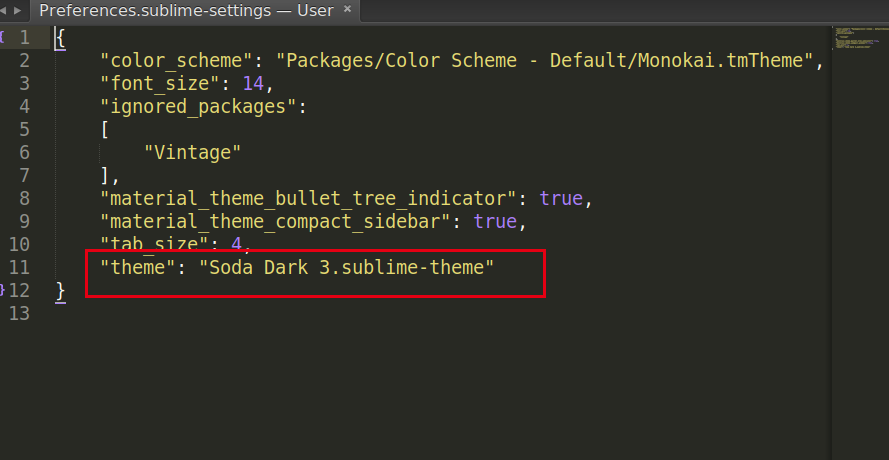 Preferences.sublime-settings — User ×
1 {
2 "color_scheme": "Packages/Color Scheme - Default/Monokai.tmTheme",
3 "font_size": 14,
4 "ignored_packages":
5 [
6 "Vintage"
7 ],
8 "material_theme_bullet_tree_indicator": true,
9 "material_theme_compact_sidebar": true,
10 "tab_size": 4,
11 "theme": "Soda Dark 3.sublime-theme"
12 }
13